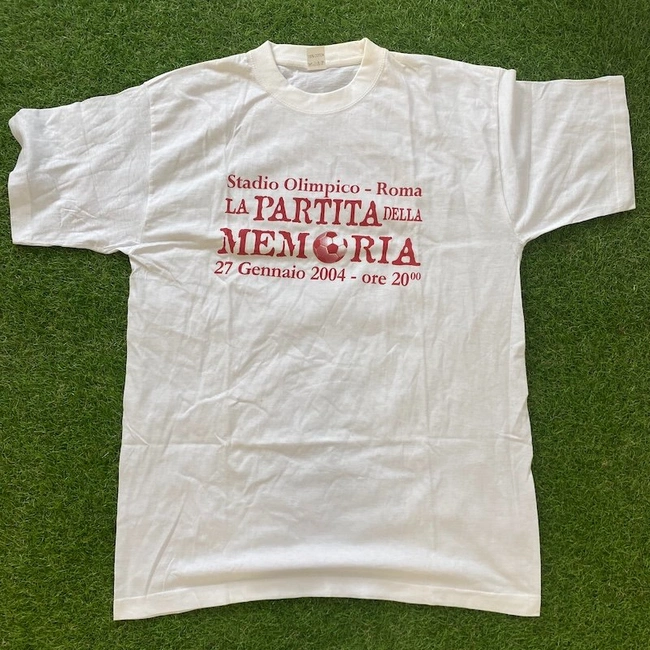 Stadio Olimpico - Roma
LA PARTITA DELLA
MEMORIA
27 Gennaio 2004 - ore 20⁰⁰